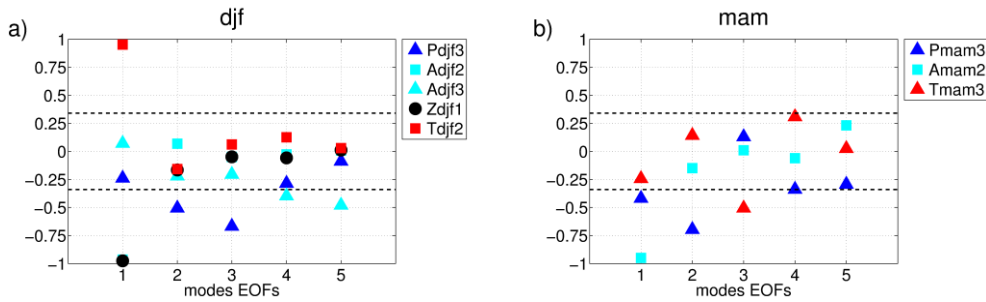 djf
a)
1
0.75
0.5
0.25
0
−0.25
−0.5
−0.75
−1
1 2 3 4 5
modes EOFs
Pdjf3
Adjf2
Adjf3
Zdjf1
Tdjf2
mam
b)
1
0.75
0.5
0.25
0
−0.25
−0.5
−0.75
−1
1 2 3 4 5
modes EOFs
Pmam3
Amam2
Tmam3